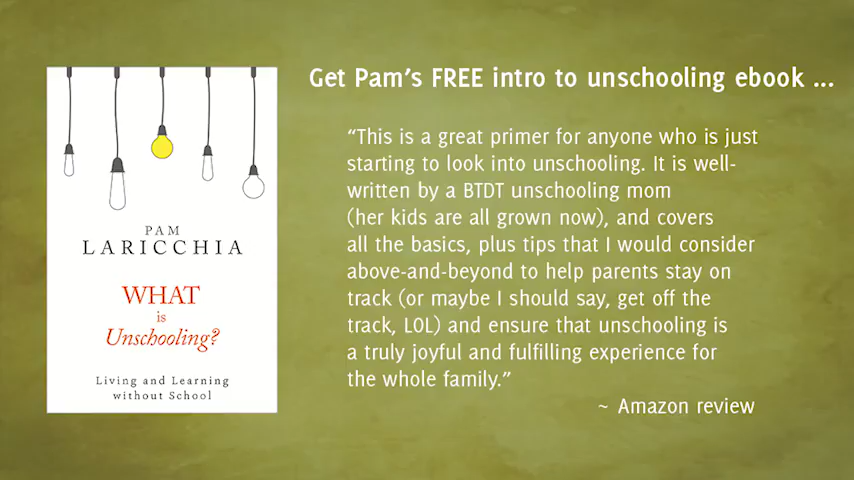 PAM
LARICCHIA
WHAT
is
Unschooling?
Living and Learning
without School
Get Pam's FREE intro to unschooling ebook ...
“This is a great primer for anyone who is just
starting to look into unschooling. It is well-
written by a BTDT unschooling mom
(her kids are all grown now), and covers
all the basics, plus tips that I would consider
above-and-beyond to help parents stay on
track (or maybe I should say, get off the
track, LOL) and ensure that unschooling is
a truly joyful and fulfilling experience for
the whole family.”
~ Amazon review